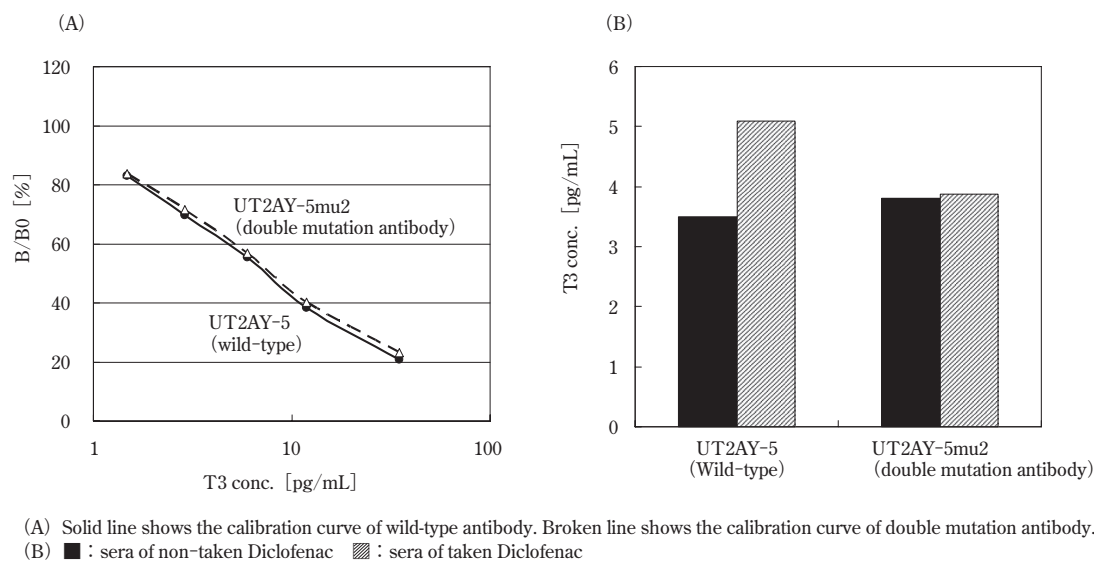 (A)
120
100
80
60
40
20
0
B/B0 [%]
UT2AY-5mu2
(double mutation antibody)
UT2AY-5
(wild-type)
1
10
100
T3 conc. [pg/mL]
(B)
6
5
4
3
2
1
0
T3 conc. [pg/mL]
UT2AY-5
(Wild-type)
UT2AY-5mu2
(double mutation antibody)
(A) Solid line shows the calibration curve of wild-type antibody. Broken line shows the calibration curve of double mutation antibody.
(B) ■ : sera of non-taken Diclofenac ▨ : sera of taken Diclofenac